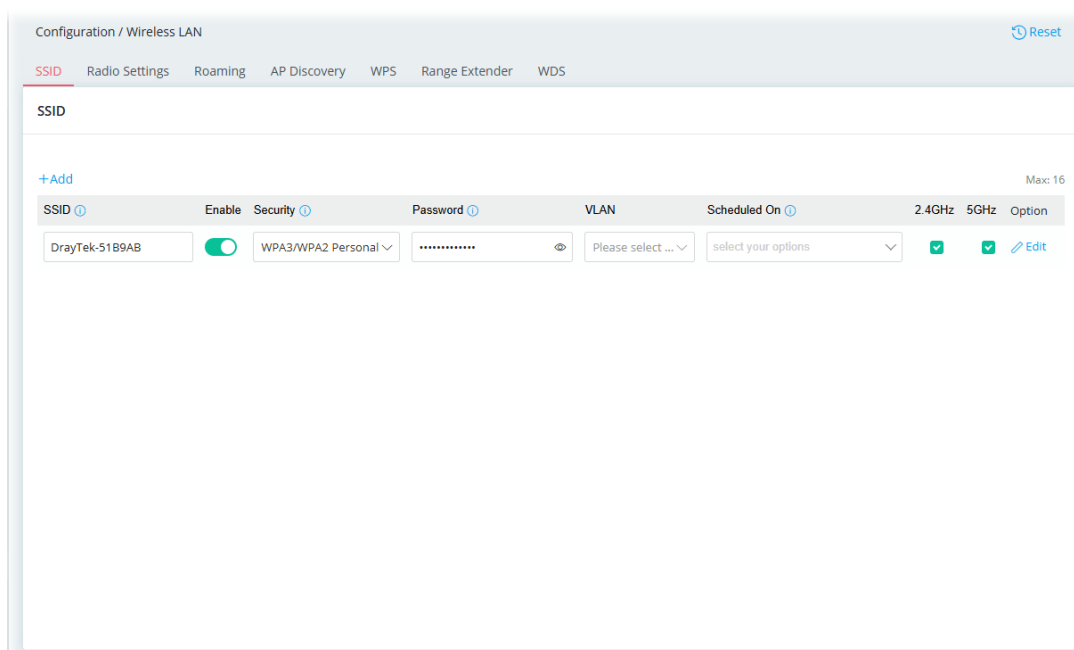 Configuration / Wireless LAN Reset
SSID Radio Settings Roaming AP Discovery WPS Range Extender WDS
SSID
+Add Max: 16
SSID Enable Security Password VLAN Scheduled On 2.4GHz 5GHz Option
DrayTek-51B9AB WPA3/WPA2 Personal ••••••••••••• Please select ... select your options Edit